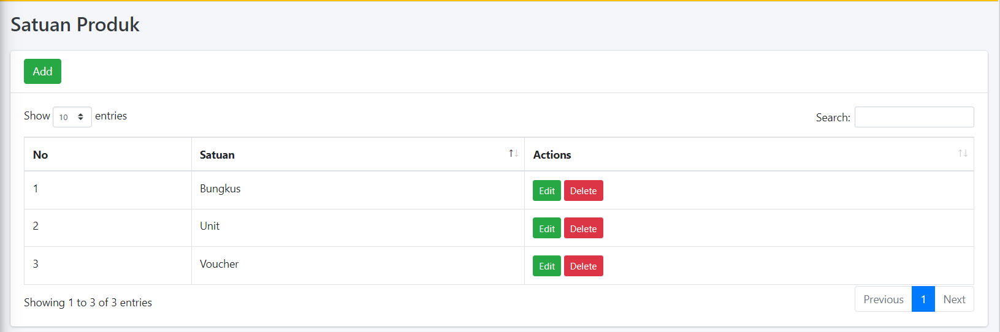 Satuan Produk
Add
Show 10 entries
Search:
No Satuan Actions
1 Bungkus Edit Delete
2 Unit Edit Delete
3 Voucher Edit Delete
Showing 1 to 3 of 3 entries
Previous 1 Next